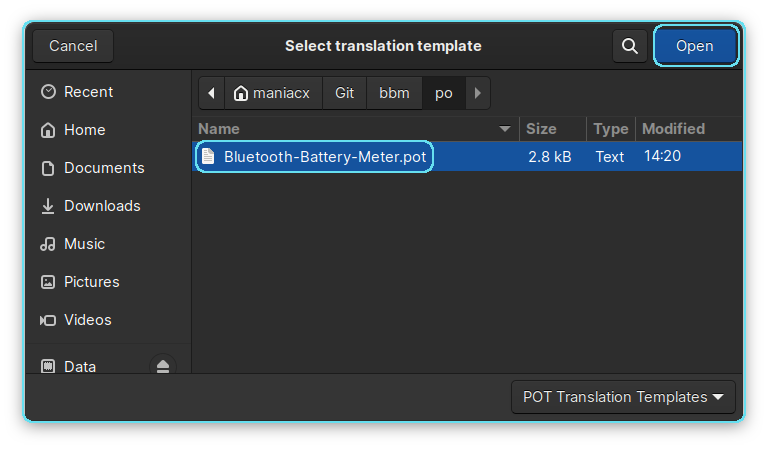 Cancel Select translation template Open
Recent
Home
Documents
Downloads
Music
Pictures
Videos
Data
maniacx Git bbm po
Name Size Type Modified
Bluetooth-Battery-Meter.pot 2.8 kB Text 14:20
POT Translation Templates